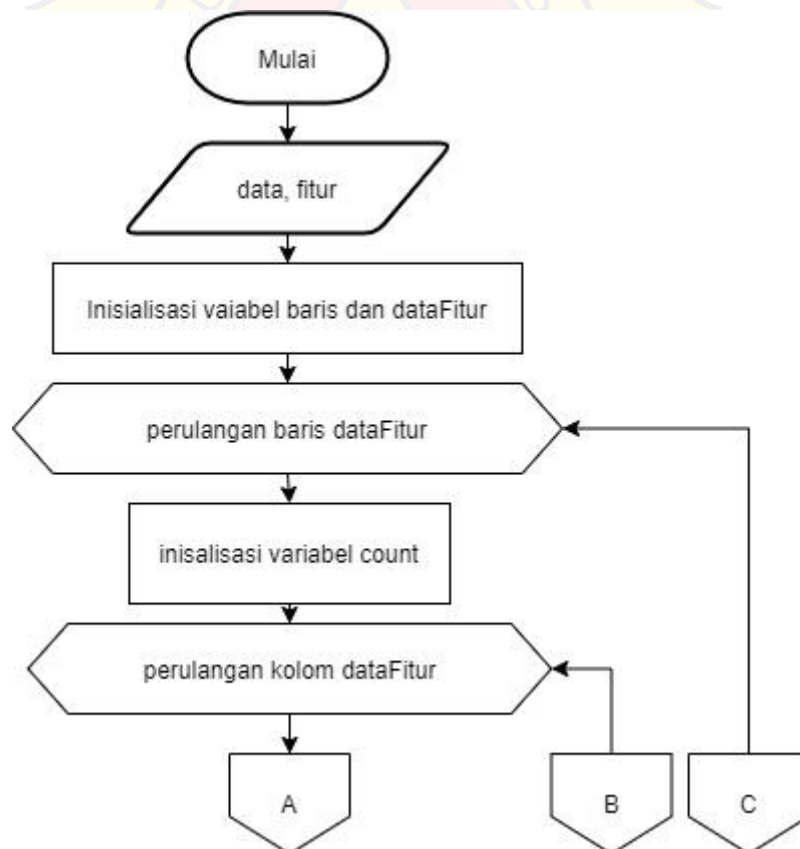 Mulai
data, fitur
Inisialisasi vaiabel baris dan dataFitur
perulangan baris dataFitur
inisalisasi variabel count
perulangan kolom dataFitur
A
B
C